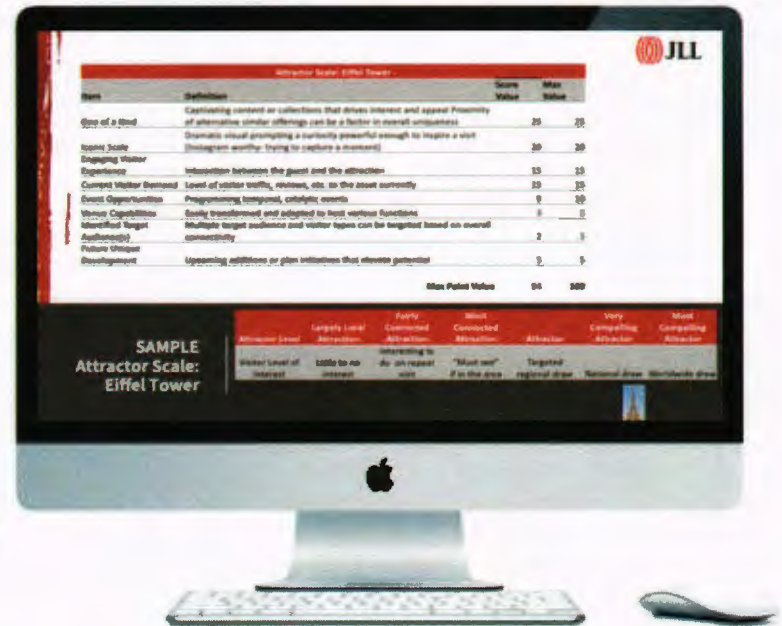 JLL
Attractor Scale: Eiffel Tower
Score Max
Item Definition Value Value
Captivating content or collections that drives interest and appeal Proximity
One of a Kind of alternative similar offerings can be a factor in overall uniqueness 25 25
Dramatic visual prompting a curiosity powerful enough to inspire a visit
Iconic Scale (Instagram worthy: trying to capture a moment) 20 20
Engaging Visitor
Experience Interaction between the guest and the attraction 15 15
Current Visitor Demand Level of visitor traffic, reviews, etc. to the asset currently 15 15
Event Opportunities Programming temporal, catalytic events 9 10
Venue Capabilities Easily transformed and adapted to host various functions
Identified Target Multiple target audience and visitor types can be targeted based on overall
Audience(s) connectivity 2 5
Future Unique
Development Upcoming additions or plan initiatives that elevate potential 5 5
Max Point Value 94 100
SAMPLE
Attractor Scale:
Eiffel Tower
Fairly Most Very Most
Largely Local Connected Connected Compelling Compelling
Attractor Level Attraction Attraction Attraction Attractor Attractor Attractor
Interesting to
Visitor Level of Little to no do on repeat "Must see" Targeted
Interest interest visit if in the area regional draw National draw Worldwide draw